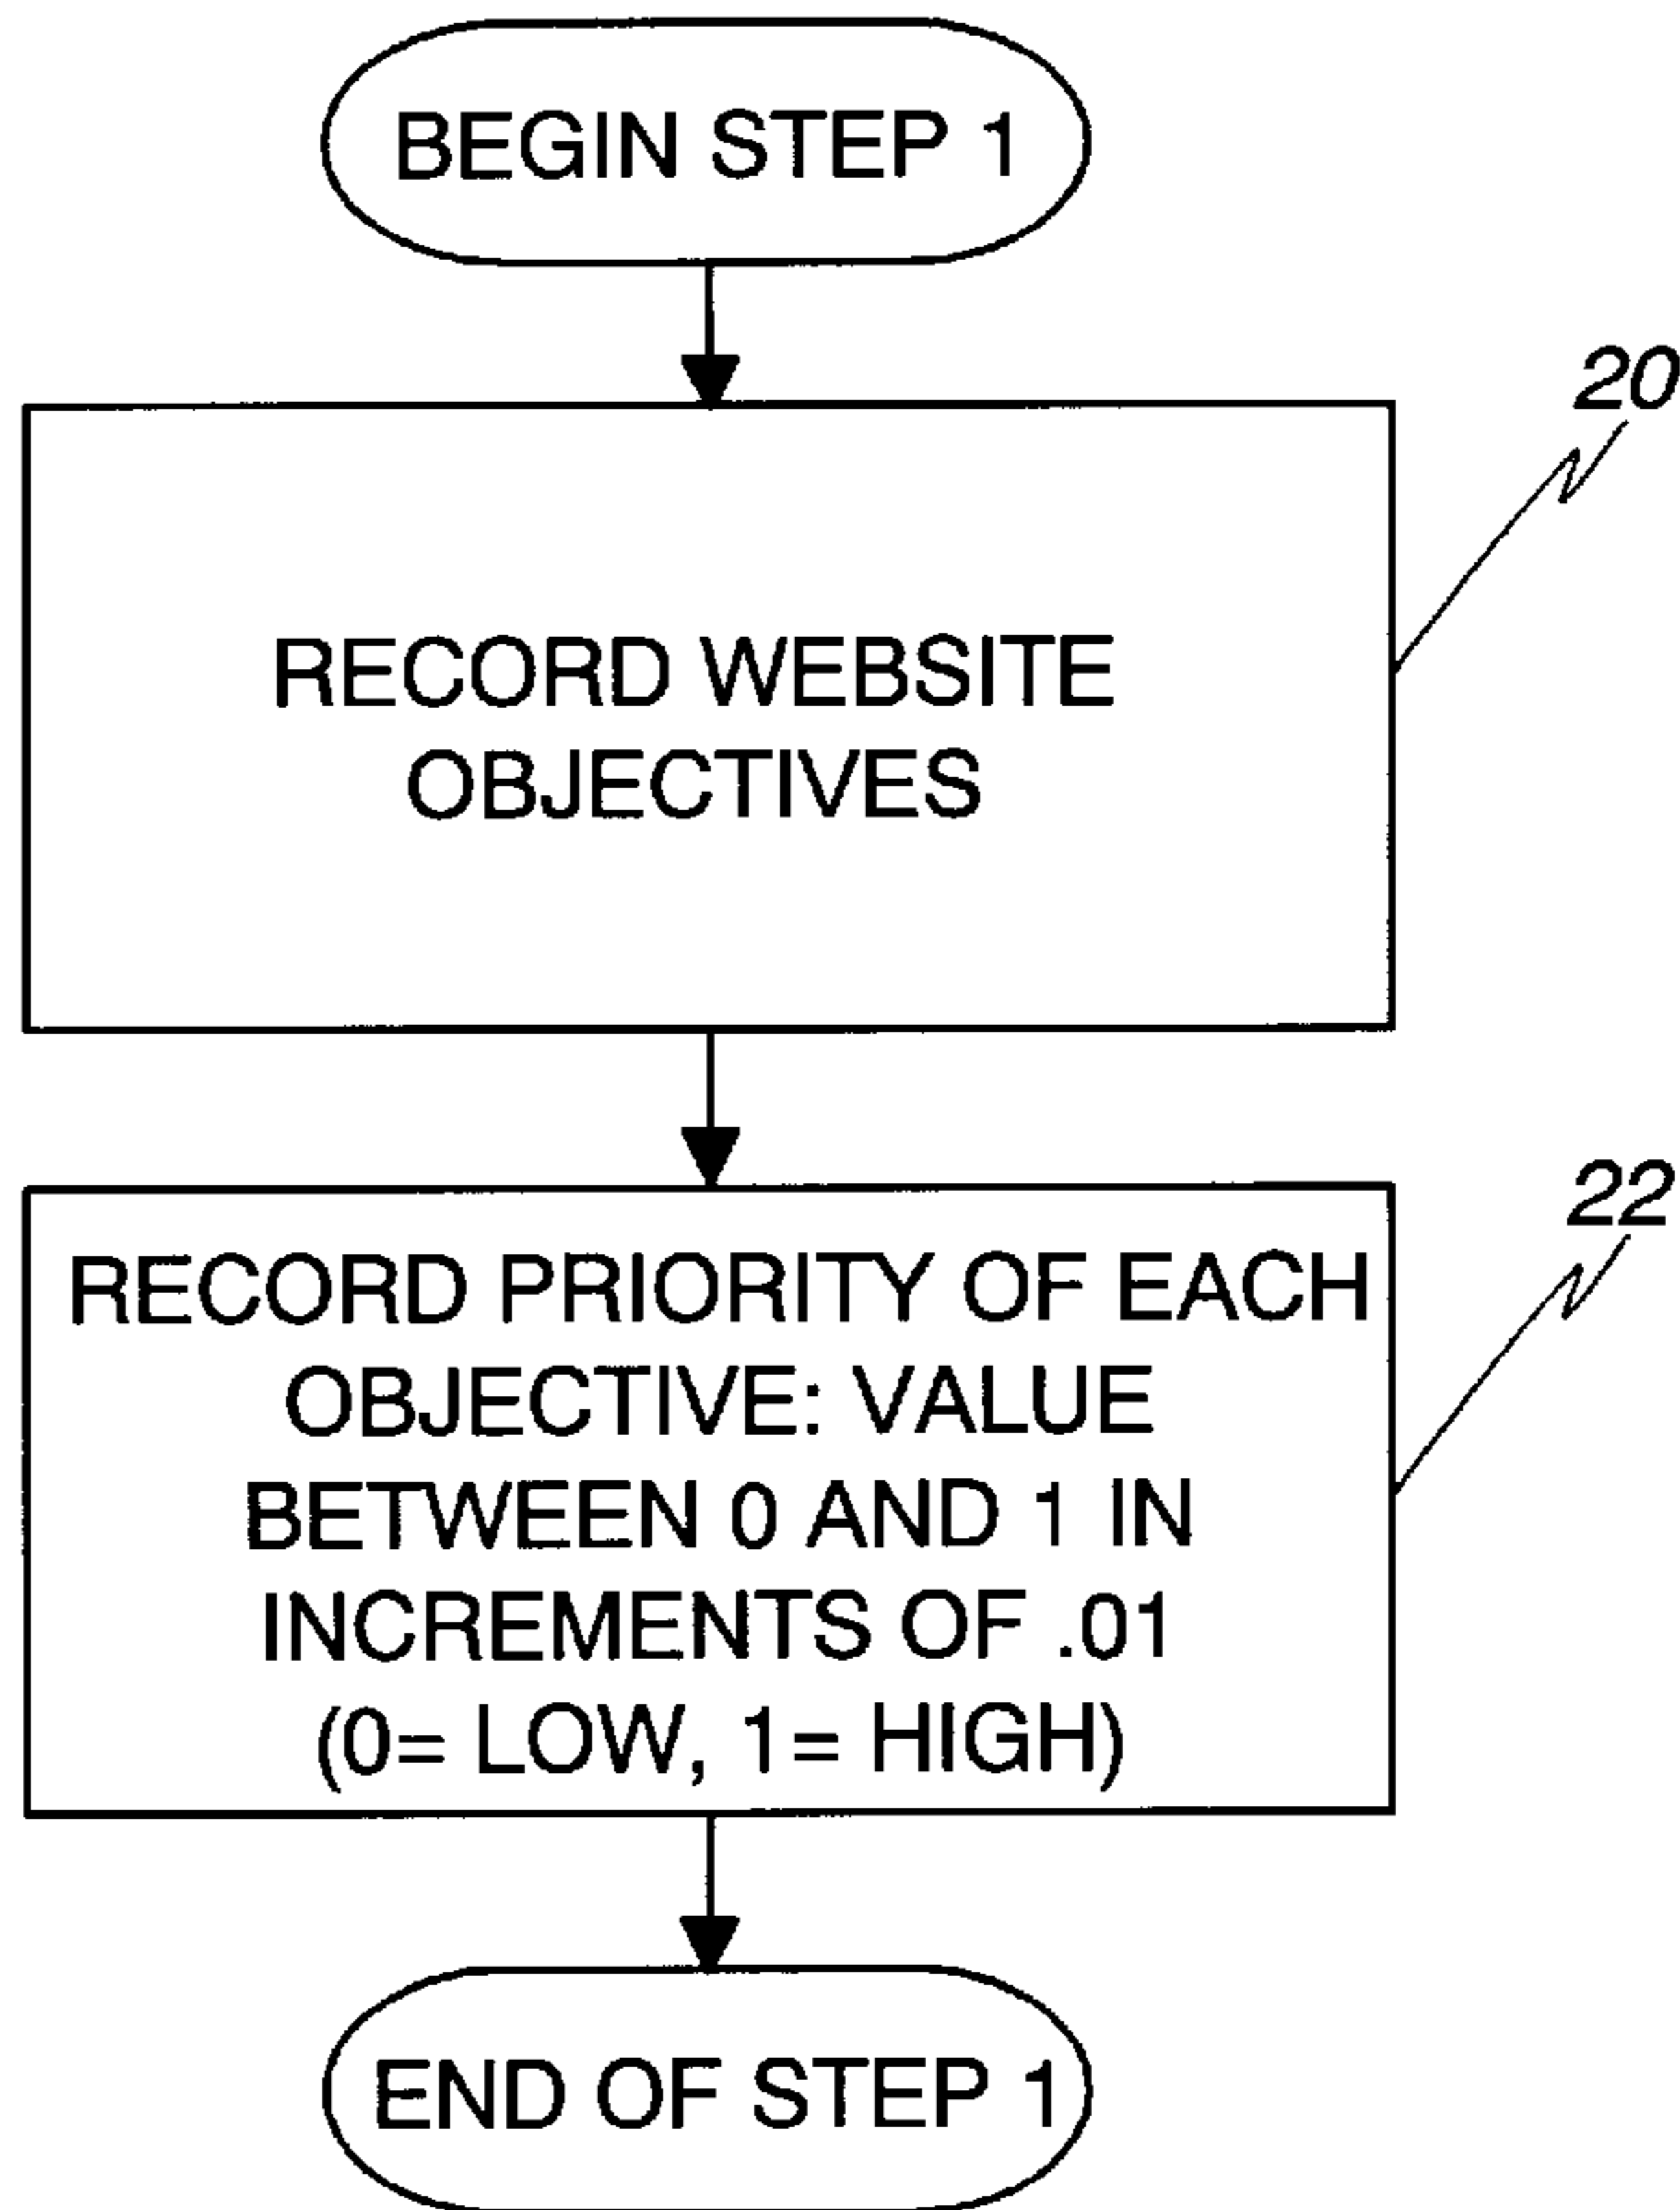 BEGIN STEP 1
20
RECORD WEBSITE
OBJECTIVES
22
RECORD PRIORITY OF EACH
OBJECTIVE: VALUE
BETWEEN 0 AND 1 IN
INCREMENTS OF .01
(0= LOW, 1= HIGH)
END OF STEP 1